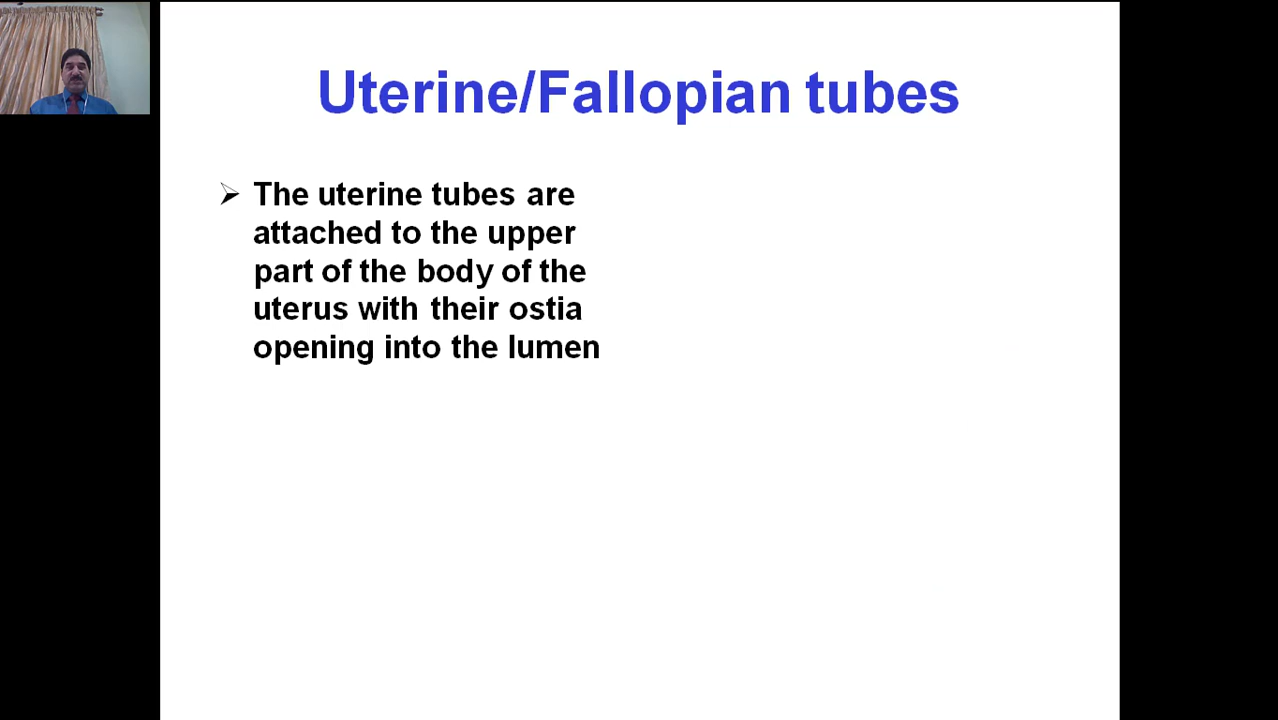 Uterine/Fallopian tubes
The uterine tubes are
attached to the upper
part of the body of the
uterus with their ostia
opening into the lumen